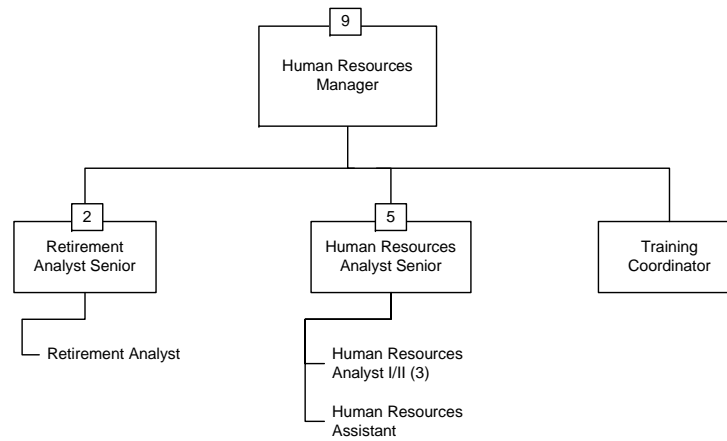 9
Human Resources
Manager
2
Retirement
Analyst Senior
5
Human Resources
Analyst Senior
Training
Coordinator
Retirement Analyst
Human Resources
Analyst I/II (3)
Human Resources
Assistant